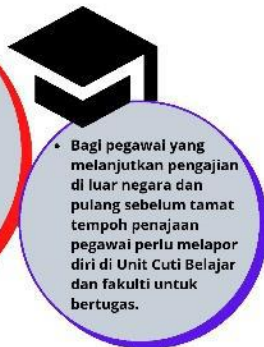 • Bagi pegawai yang
melanjutkan pengajian
di luar negara dan
pulang sebelum tamat
tempoh penajaan
pegawai perlu melapor
diri di Unit Cuti Belajar
dan fakulti untuk
bertugas.